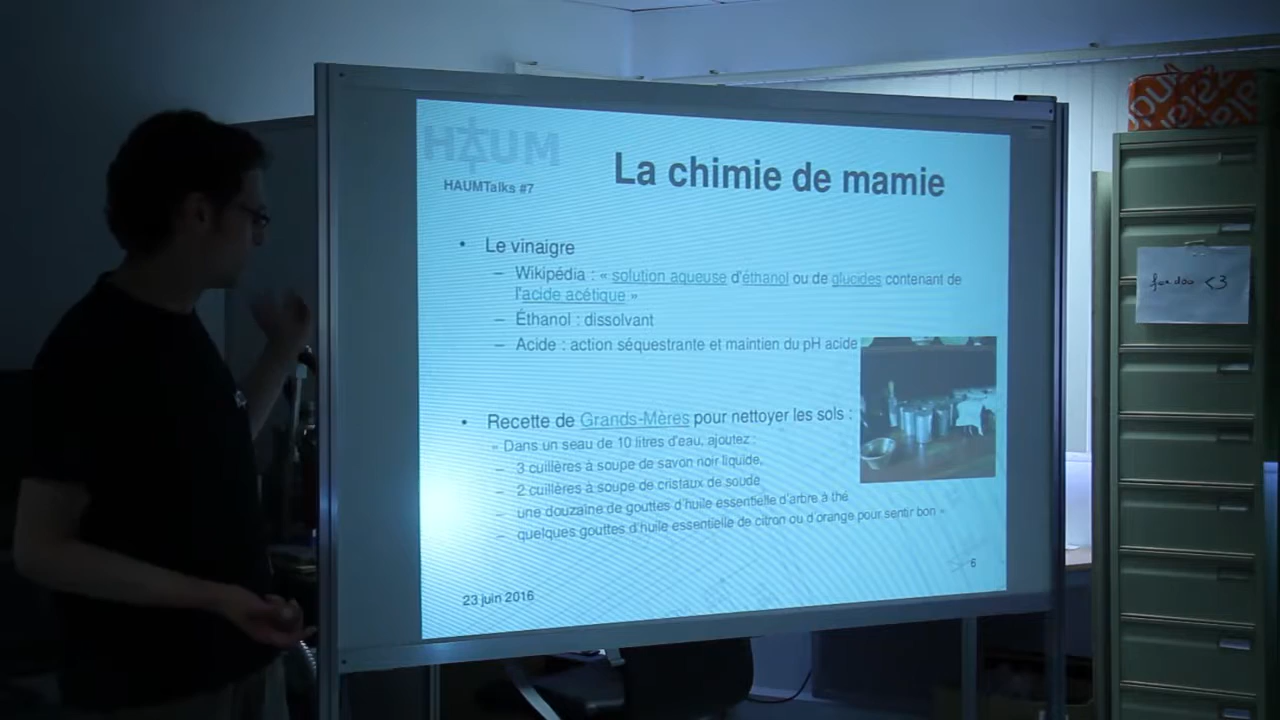 HAUM
HAUMTalks #7
La chimie de mamie
• Le vinaigre
– Wikipédia : « solution aqueuse d'éthanol ou de glucides contenant de
l'acide acétique »
– Éthanol : dissolvant
– Acide : action séquestrante et maintien du pH acide
• Recette de Grands-Mères pour nettoyer les sols :
« Dans un seau de 10 litres d'eau, ajoutez :
– 3 cuillères à soupe de savon noir liquide,
– 2 cuillères à soupe de cristaux de soude
– une douzaine de gouttes d'huile essentielle d'arbre à thé
– quelques gouttes d'huile essentielle de citron ou d'orange pour sentir bon »
6
23 juin 2016
<3